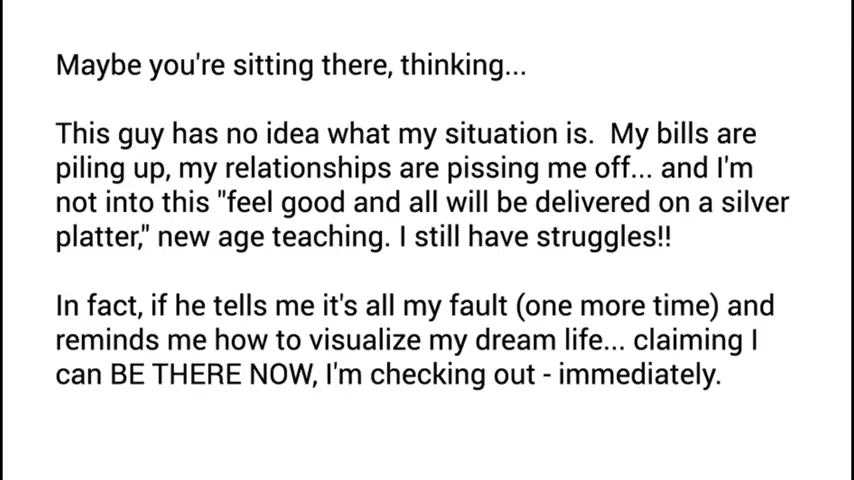 Maybe you're sitting there, thinking...
This guy has no idea what my situation is.  My bills are
piling up, my relationships are pissing me off... and I'm
not into this "feel good and all will be delivered on a silver
platter," new age teaching. I still have struggles!!
In fact, if he tells me it's all my fault (one more time) and
reminds me how to visualize my dream life... claiming I
can BE THERE NOW, I'm checking out - immediately.